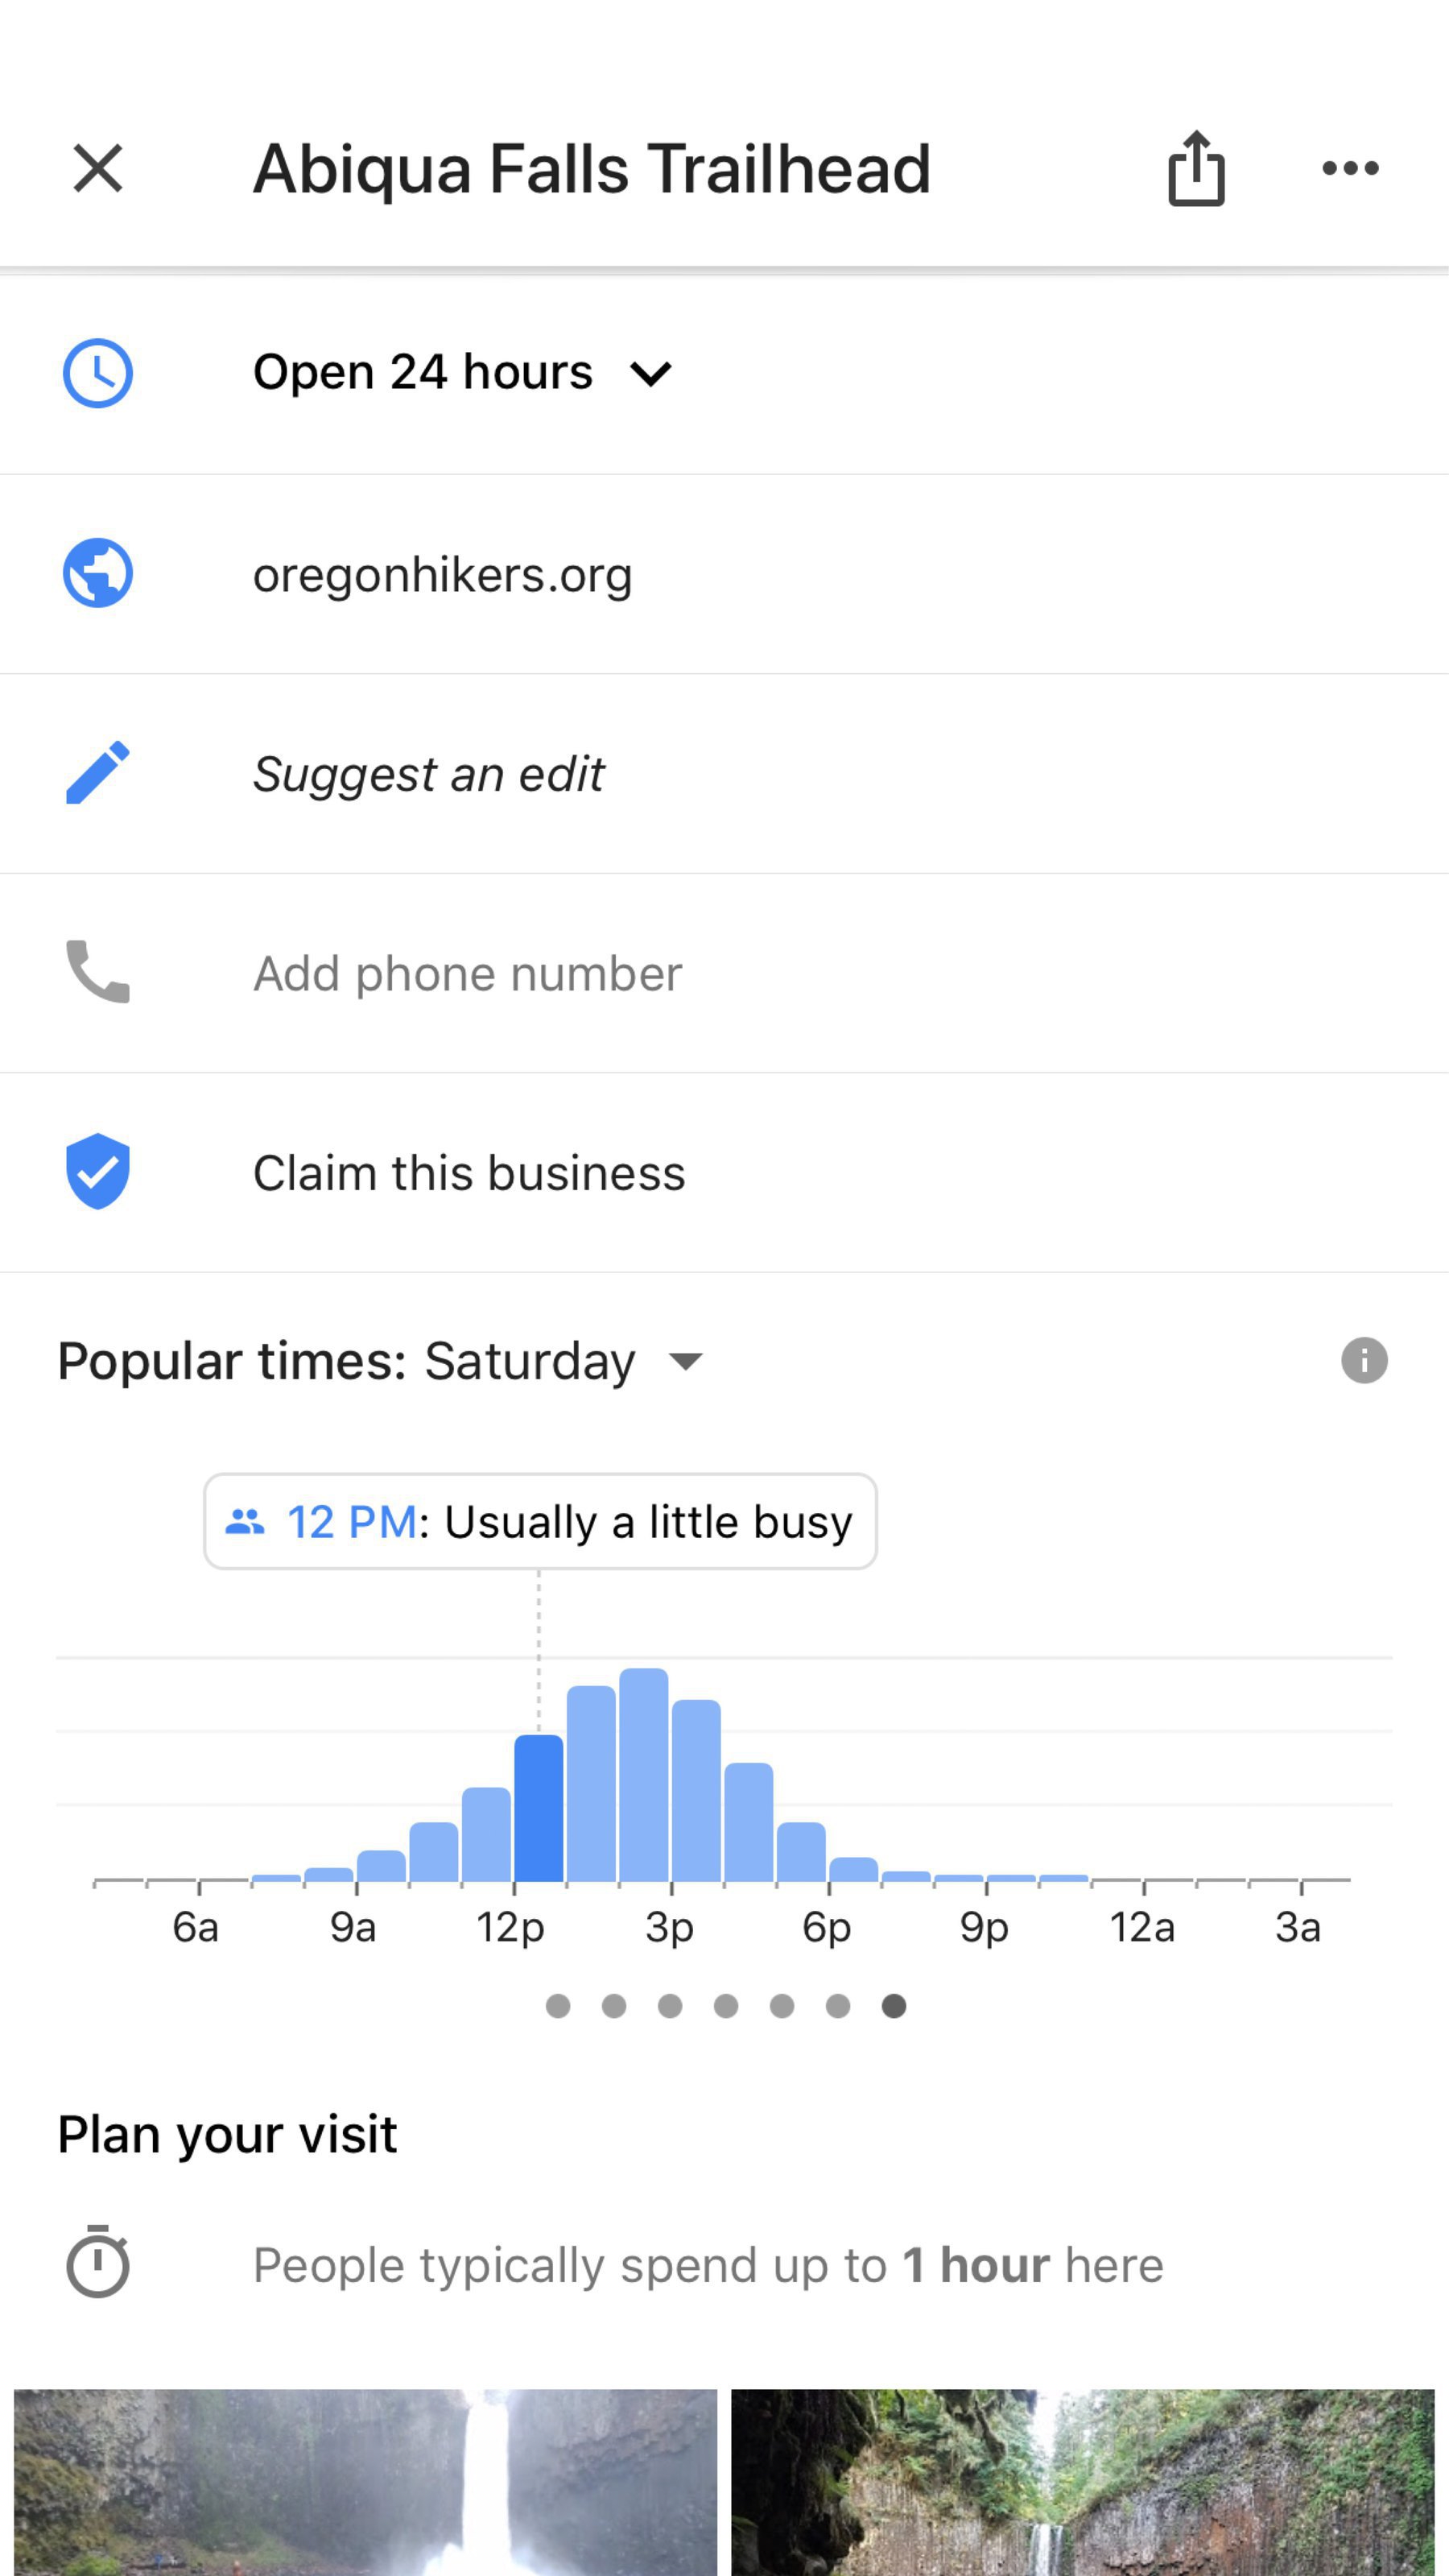 Abiqua Falls Trailhead
Open 24 hours
oregonhikers.org
Suggest an edit
Add phone number
Claim this business
Popular times: Saturday
12 PM: Usually a little busy
6a 9a 12p 3p 6p 9p 12a 3a
Plan your visit
People typically spend up to 1 hour here